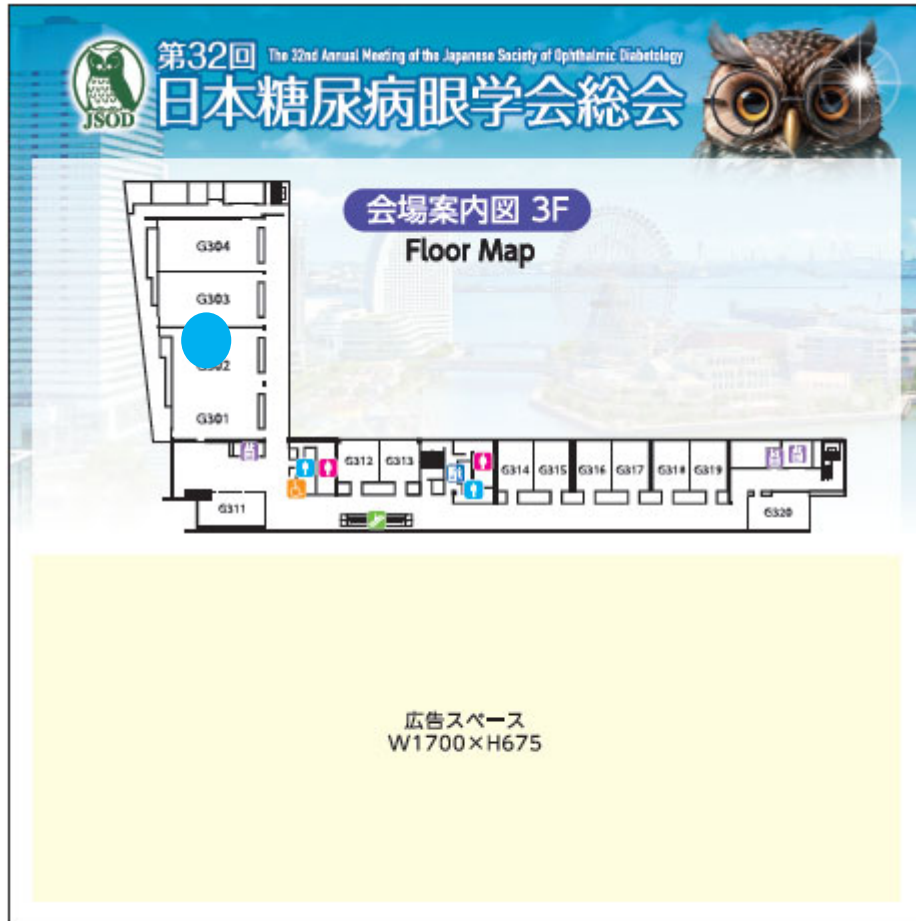 第32回 The 32nd Annual Meeting of the Japanese Society of Ophthalmic Diabetology
日本糖尿病眼学会総会
JSOD
会場案内図 3F
Floor Map
G304
G303
G301
G312 G313 G314 G315 G316 G317 G318 G319
G311
G320
広告スペース
W1700×H675